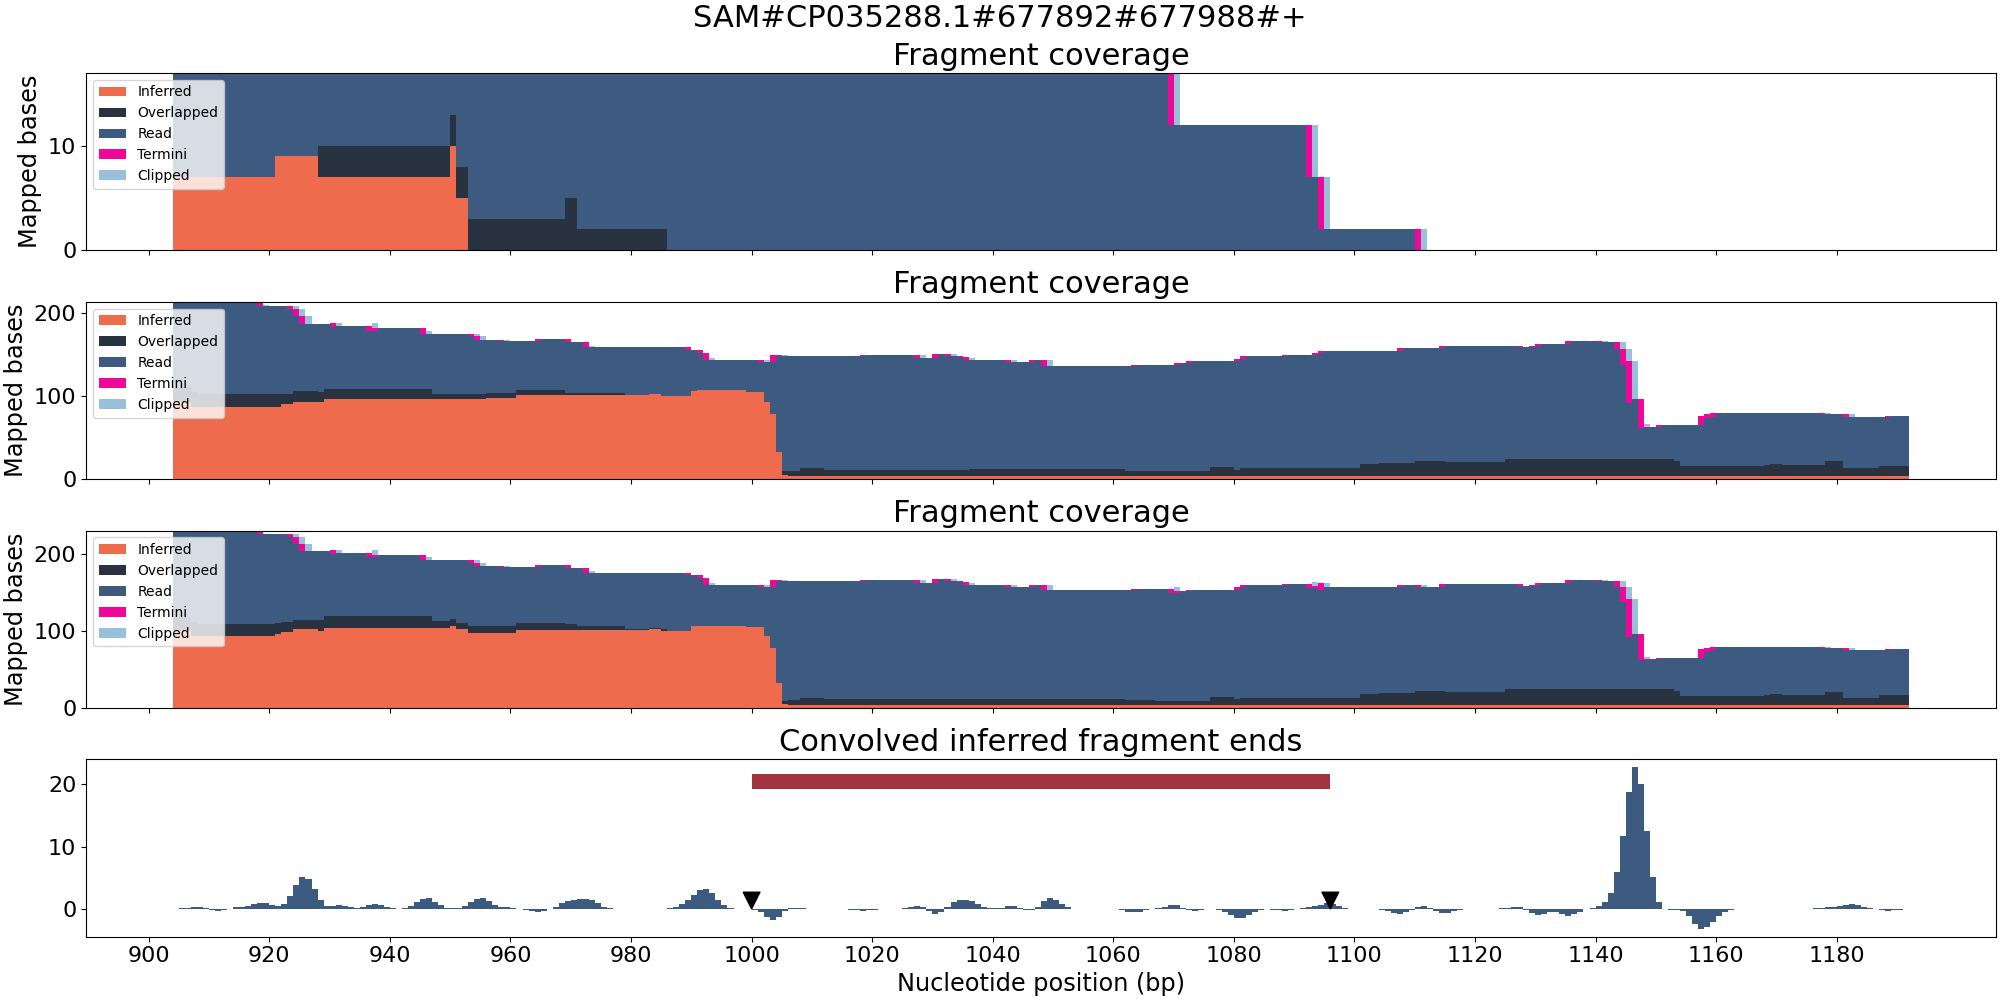 SAM#CP035288.1#677892#677988#+
Fragment coverage
Mapped bases
10
0
Inferred
Overlapped
Read
Termini
Clipped
Fragment coverage
Mapped bases
200
100
0
Inferred
Overlapped
Read
Termini
Clipped
Fragment coverage
Mapped bases
200
100
0
Inferred
Overlapped
Read
Termini
Clipped
Convolved inferred fragment ends
20
10
0
900 920 940 960 980 1000 1020 1040 1060 1080 1100 1120 1140 1160 1180
Nucleotide position (bp)